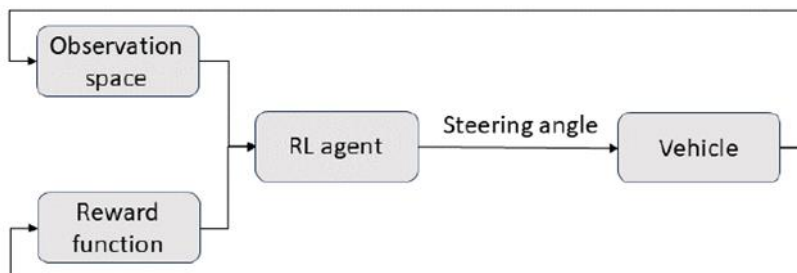 Observation
space
RL agent
Steering angle
Vehicle
Reward
function